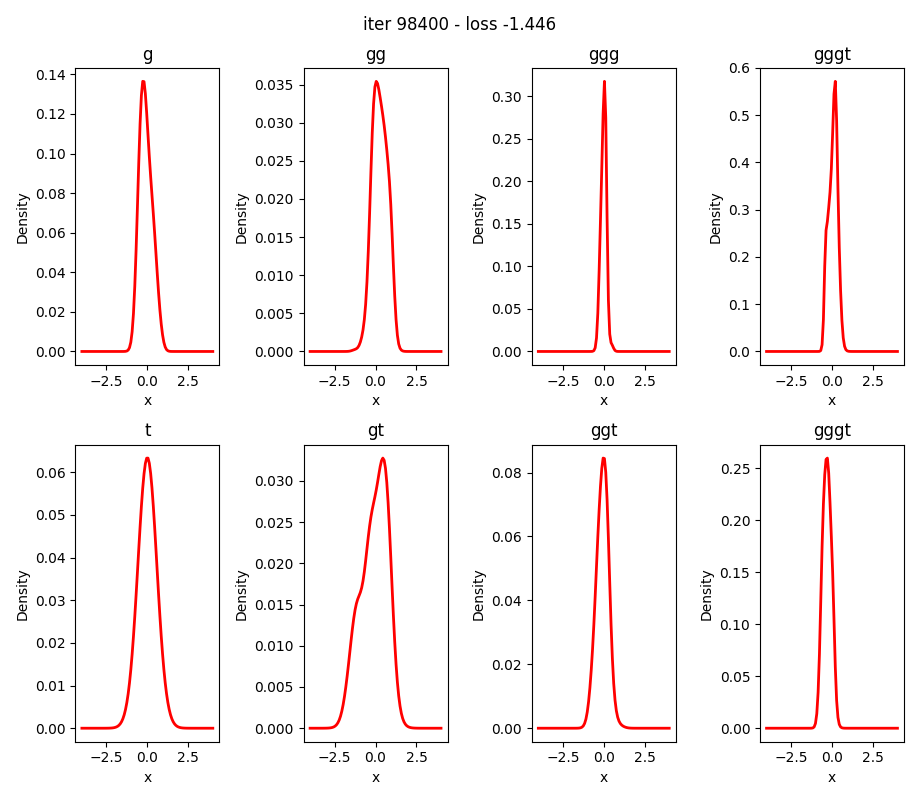 iter 98400 - loss -1.446
g
gg
ggg
gggt
0.14
0.12
0.10
0.08
0.06
0.04
0.02
0.00
Density
−2.5 0.0 2.5
x
0.035
0.030
0.025
0.020
0.015
0.010
0.005
0.000
Density
−2.5 0.0 2.5
x
0.30
0.25
0.20
0.15
0.10
0.05
0.00
Density
−2.5 0.0 2.5
x
0.6
0.5
0.4
0.3
0.2
0.1
0.0
Density
−2.5 0.0 2.5
x
t
gt
ggt
gggt
0.06
0.05
0.04
0.03
0.02
0.01
0.00
Density
−2.5 0.0 2.5
x
0.030
0.025
0.020
0.015
0.010
0.005
0.000
Density
−2.5 0.0 2.5
x
0.08
0.06
0.04
0.02
0.00
Density
−2.5 0.0 2.5
x
0.25
0.20
0.15
0.10
0.05
0.00
Density
−2.5 0.0 2.5
x